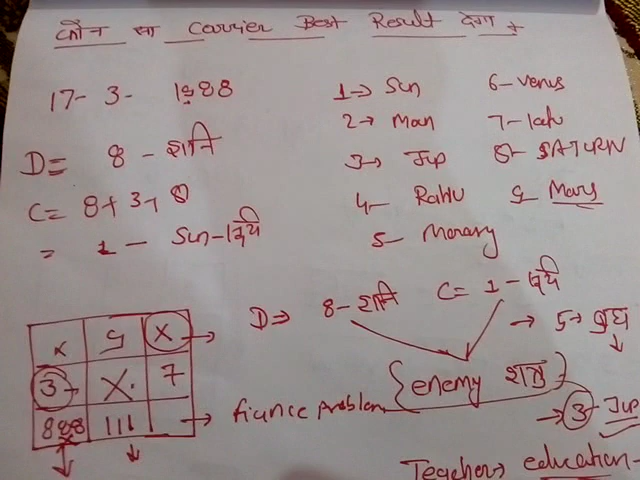 कौन सा Carrier Best Result देगा
17- 3- 1988
1→ Sun 6- venus
2→ Moon 7- ketu
D= 8 - शनि
3→ Jup 8- SATURN
C= 8+3+8
4- Rahu 9- Mars
= 1 - Sun-सूर्य
5- Mercury
D⇒ 8-शनि C= 1-सूर्य
→ 5→ बुध
x 9 x
3 x. 7
888 111
{enemy शत्रु}
→ fiance problem
→ 3- Jup
Teacher→ education-